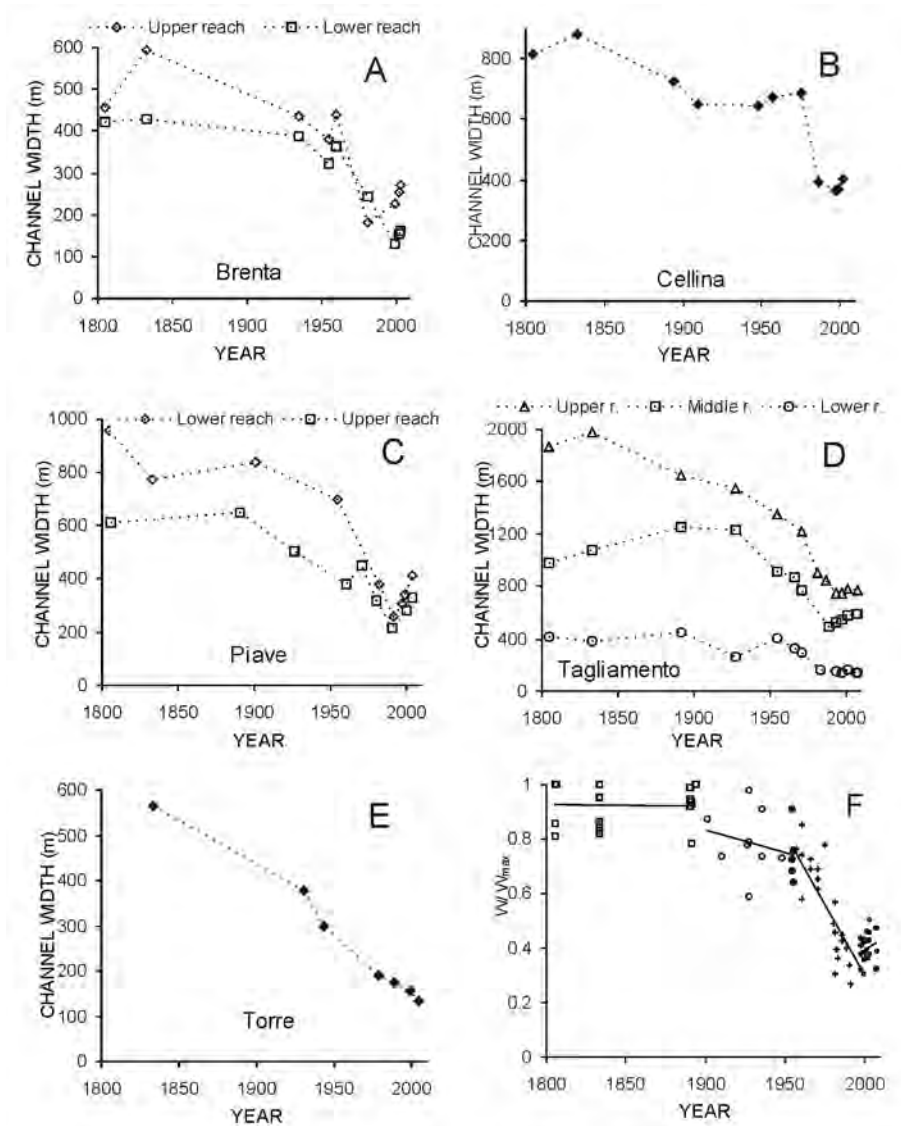 Upper reach Lower reach
600
500
400
300
200
100
0
CHANNEL WIDTH (m)
A
Brenta
1800 1850 1900 1950 2000
YEAR
800
600
400
200
0
CHANNEL WIDTH (m)
B
Cellina
1800 1850 1900 1950 2000
YEAR
Lower reach Upper reach
1000
800
600
400
200
0
CHANNEL WIDTH (m)
C
Piave
1800 1850 1900 1950 2000
YEAR
Upper r. Middle r. Lower r.
2000
1600
1200
800
400
0
CHANNEL WIDTH (m)
D
Tagliamento
1800 1850 1900 1950 2000
YEAR
600
500
400
300
200
100
0
CHANNEL WIDTH (m)
E
Torre
1800 1850 1900 1950 2000
YEAR
1
0.8
0.6
0.4
0.2
0
W/Wmax
F
1800 1850 1900 1950 2000
YEAR